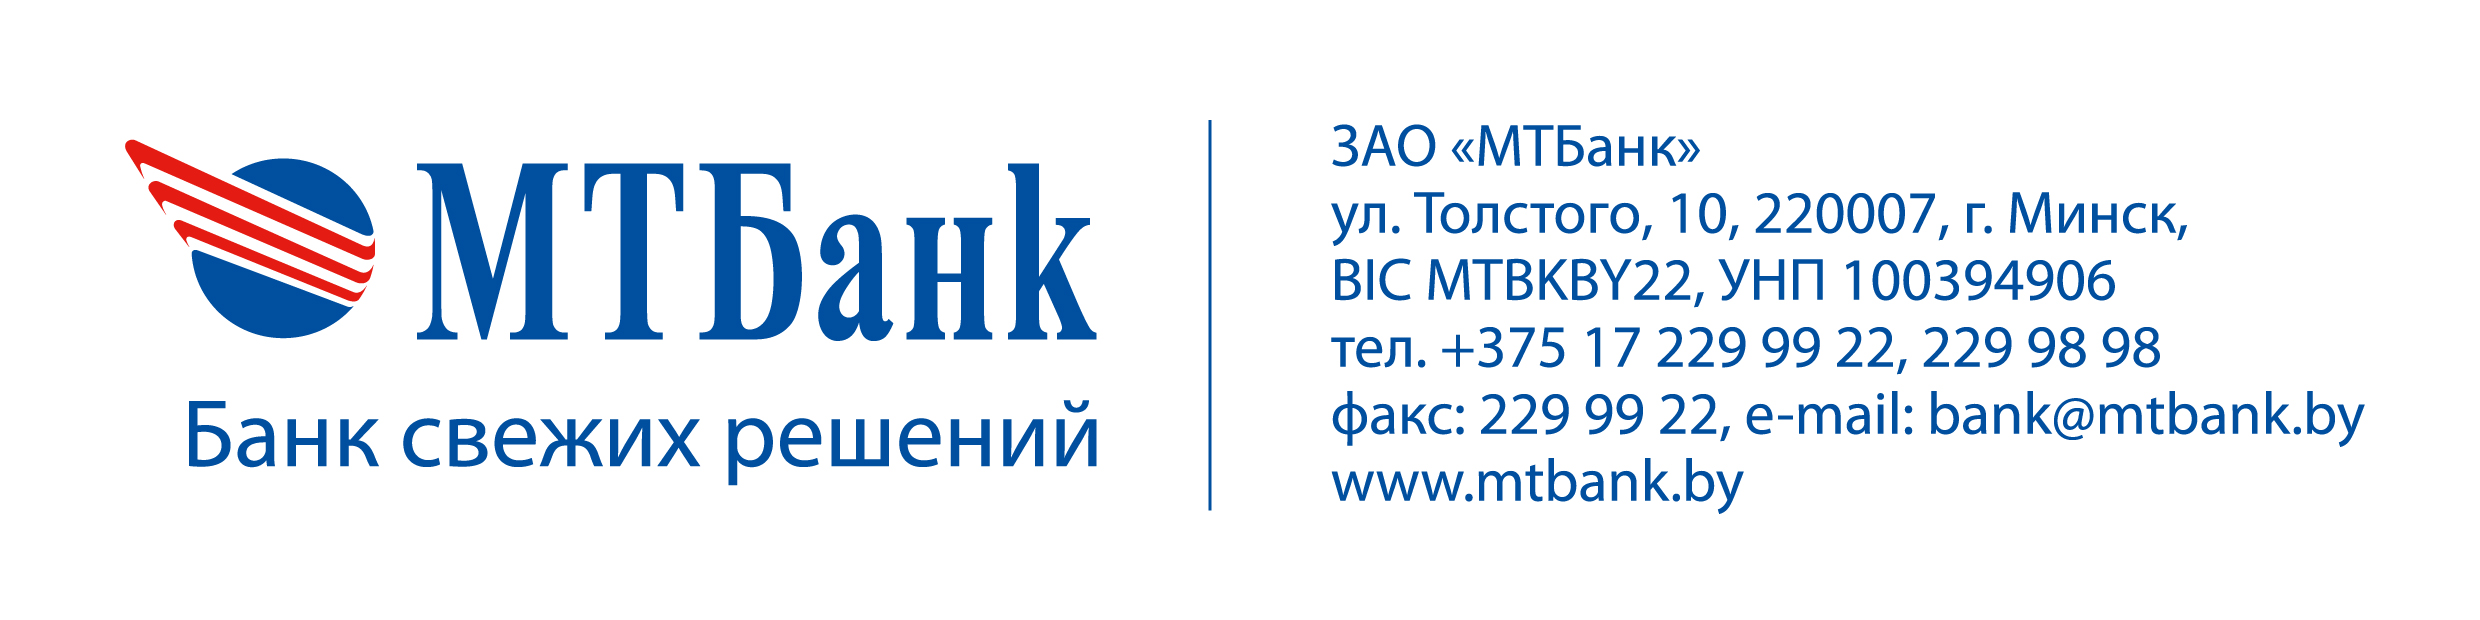 МТБанк
Банк свежих решений
ЗАО «МТБанк»
ул. Толстого, 10, 220007, г. Минск,
BIC MTBKBY22, УНП 100394906
тел. +375 17 229 99 22, 229 98 98
факс: 229 99 22, e-mail: bank@mtbank.by
www.mtbank.by